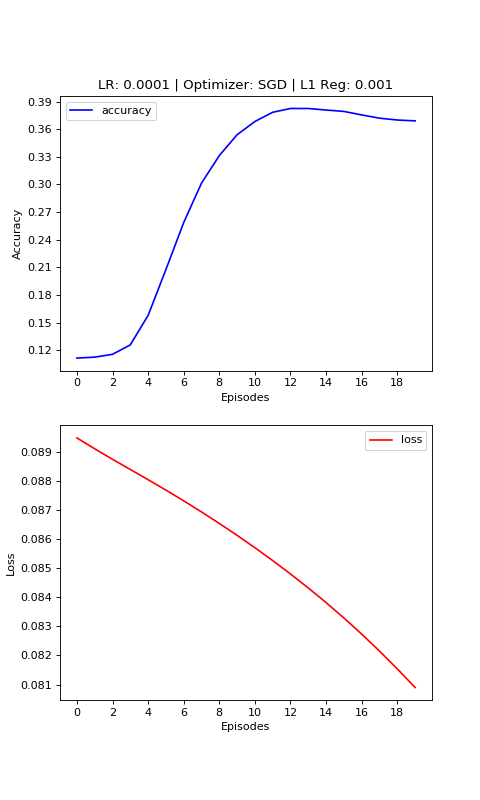 LR: 0.0001 | Optimizer: SGD | L1 Reg: 0.001
accuracy
0.39
0.36
0.33
0.30
0.27
0.24
0.21
0.18
0.15
0.12
Accuracy
0 2 4 6 8 10 12 14 16 18
Episodes
loss
0.089
0.088
0.087
0.086
0.085
0.084
0.083
0.082
0.081
Loss
0 2 4 6 8 10 12 14 16 18
Episodes